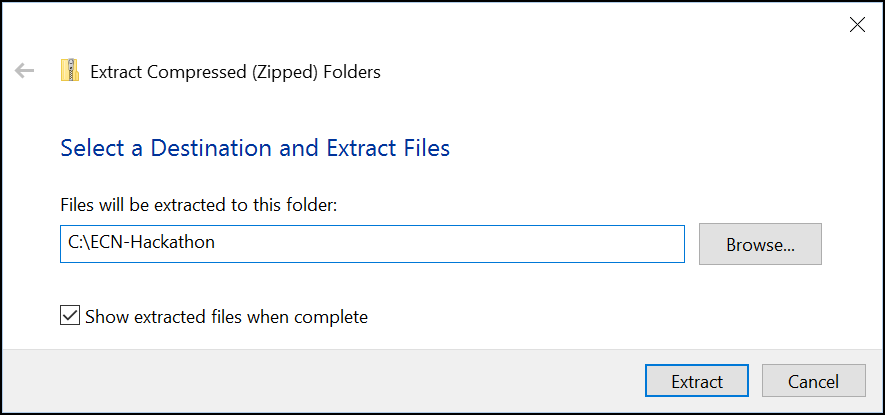 Extract Compressed (Zipped) Folders
Select a Destination and Extract Files
Files will be extracted to this folder:
C:\ECN-Hackathon
Browse...
Show extracted files when complete
Extract
Cancel